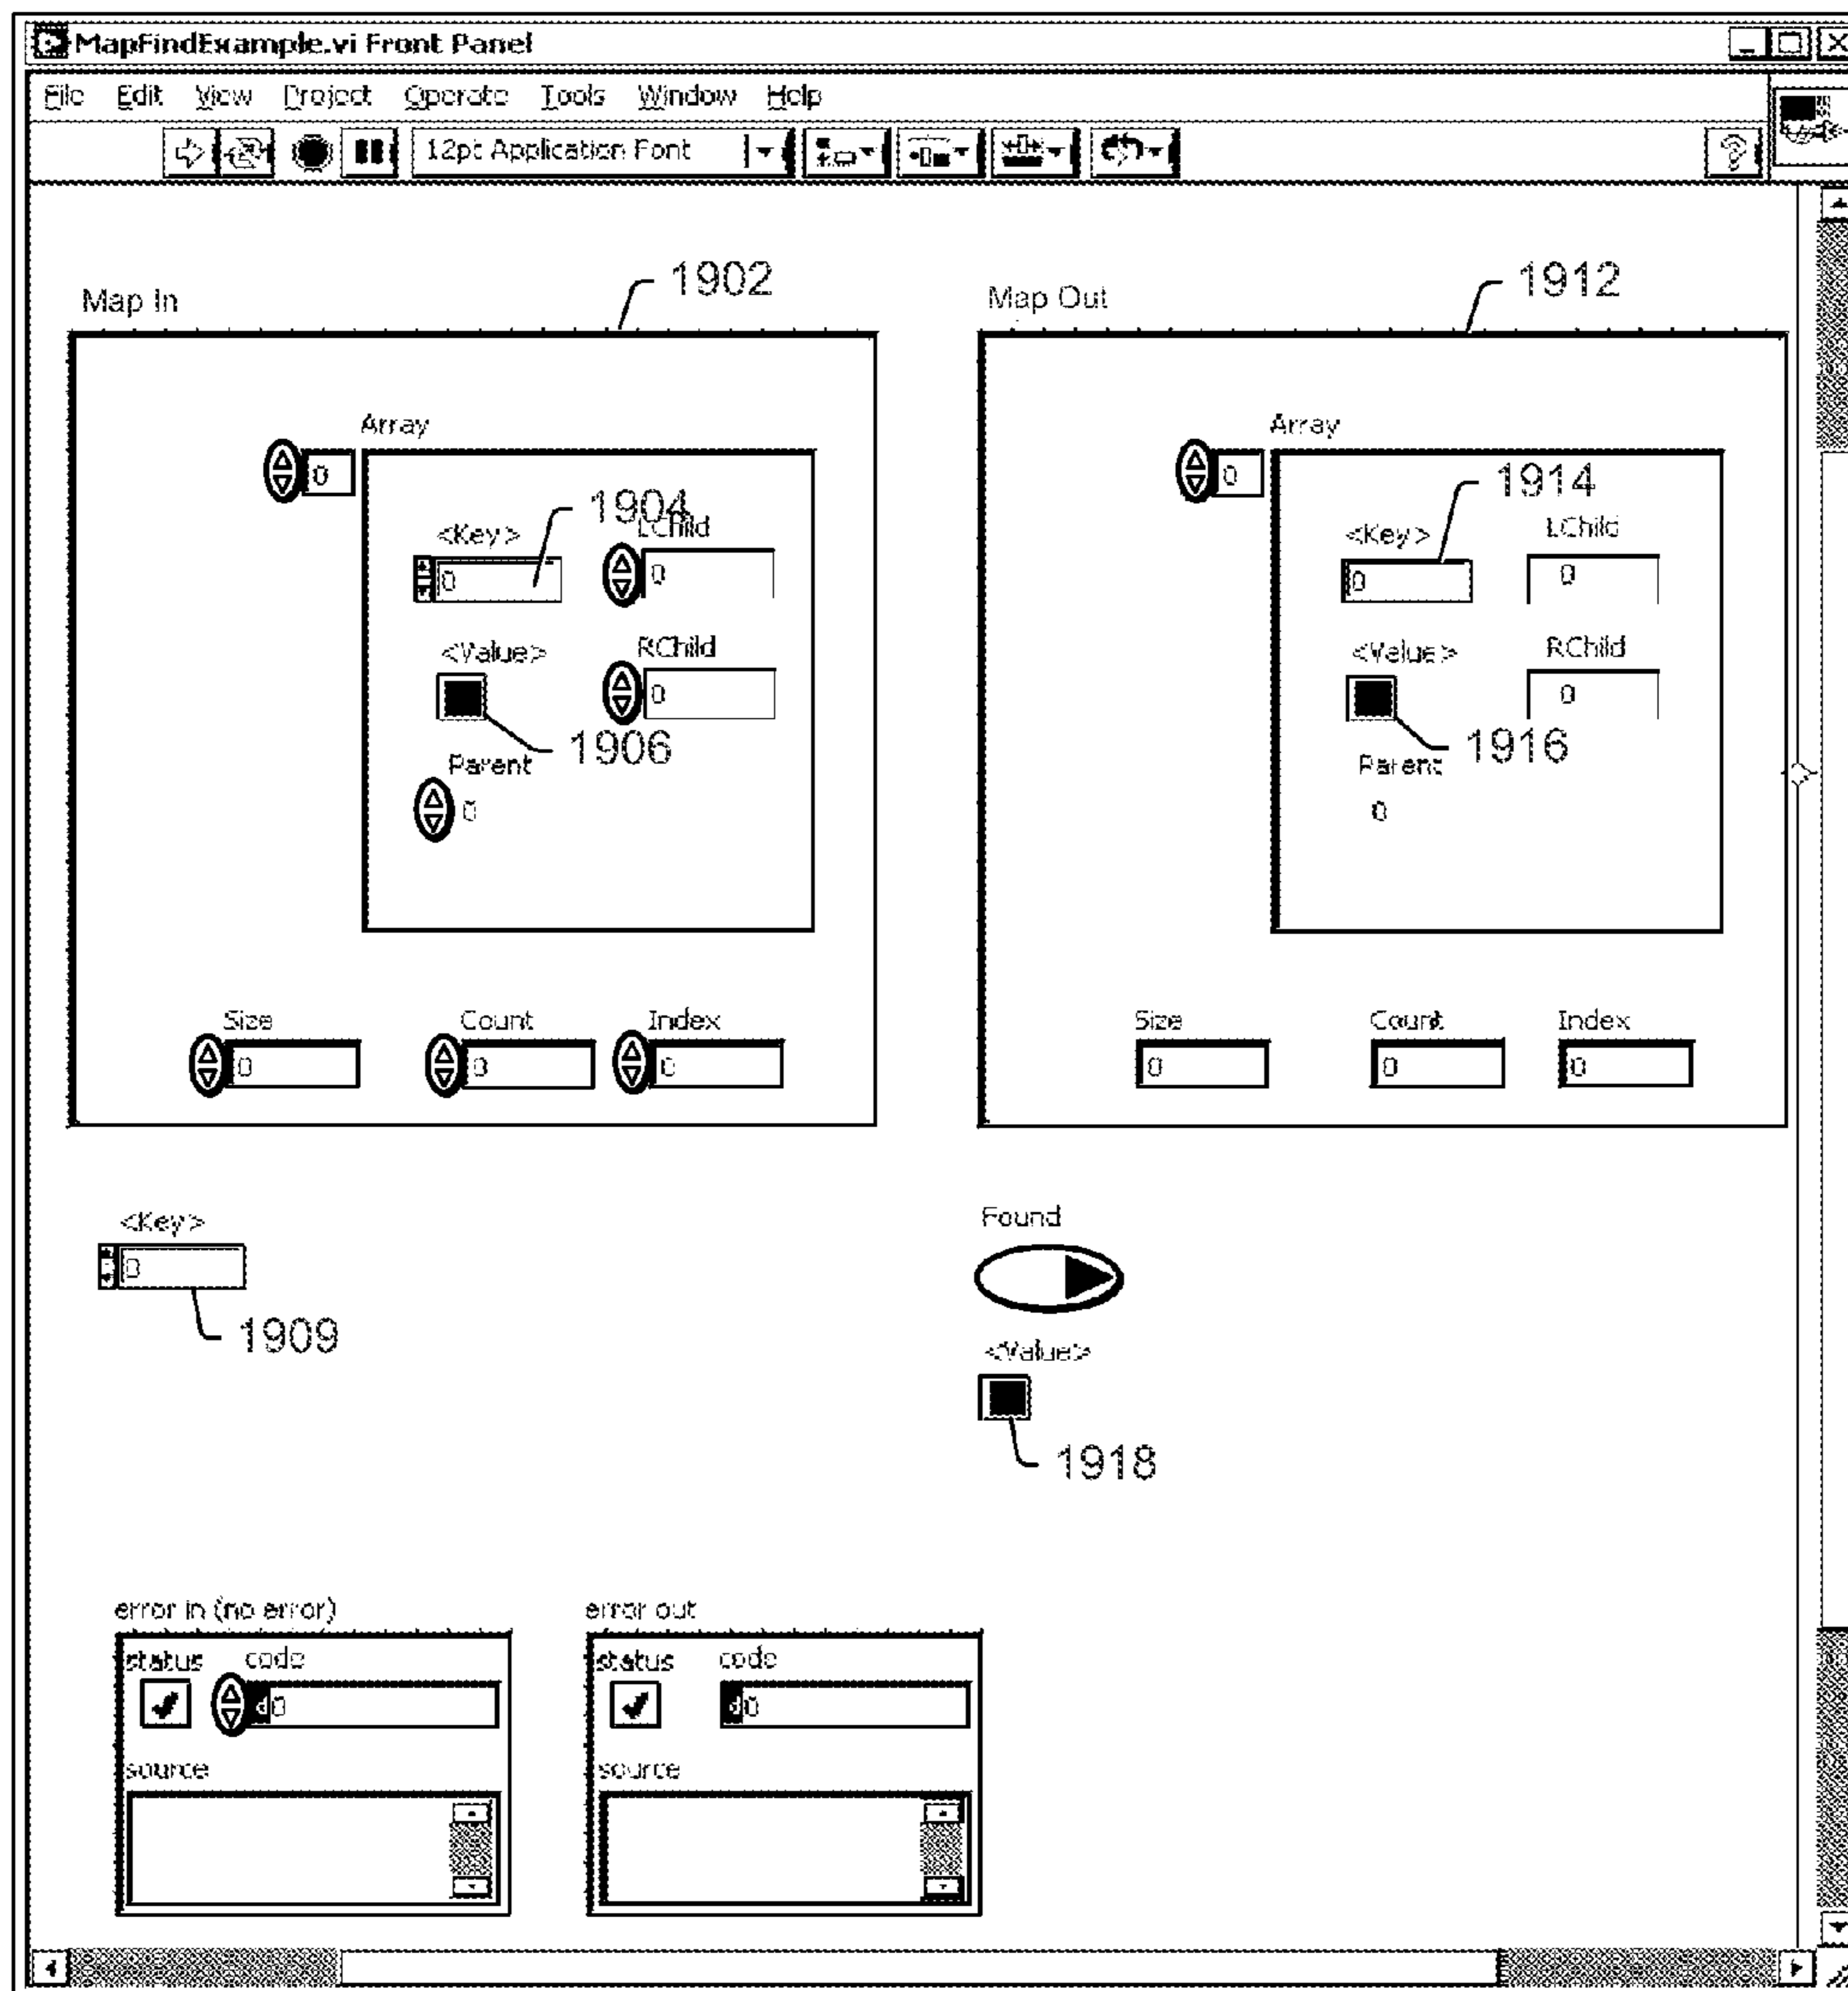 MapFindExample.vi Front Panel
File Edit View Project Operate Tools Window Help
12pt Application Font
?
Map In
1902
Map Out
1912
Array
0
1904
<Key>
0
LChild
0
<Value>
RChild
0
1906
Parent
0
Size
0
Count
0
Index
0
Array
0
1914
<Key>
0
LChild
0
<Value>
RChild
0
1916
Parent
0
Size
0
Count
0
Index
0
<Key>
0
1909
Found
<Value>
1918
error in (no error)
status code
d0
source
error out
status code
d0
source